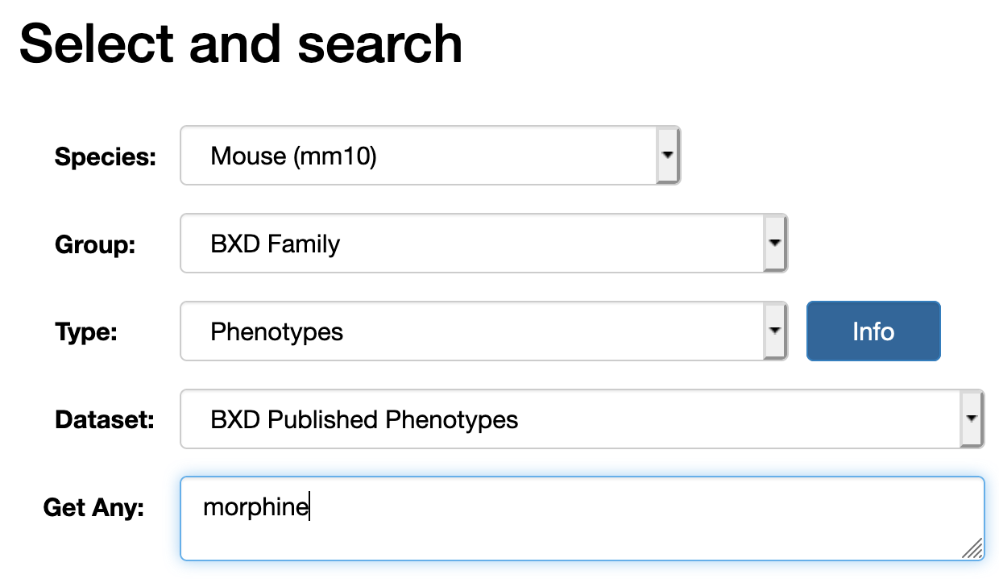 Select and search
Species: Mouse (mm10)
Group: BXD Family
Type: Phenotypes Info
Dataset: BXD Published Phenotypes
Get Any: morphine